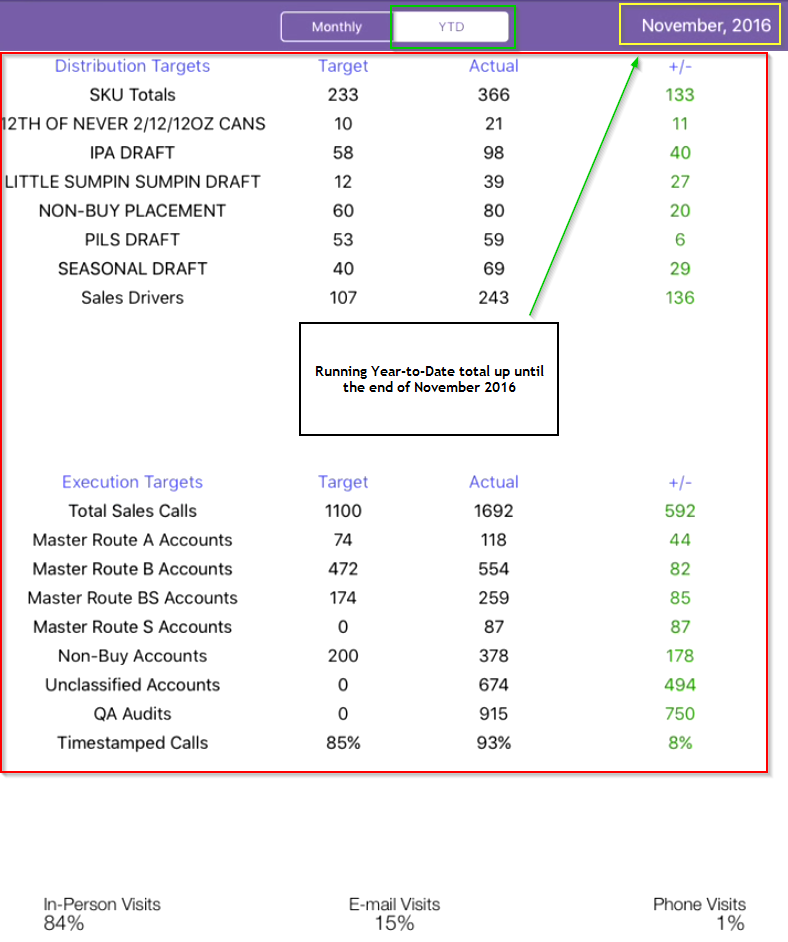 Monthly YTD November, 2016
Distribution Targets Target Actual +/-
SKU Totals 233 366 133
12TH OF NEVER 2/12/12OZ CANS 10 21 11
IPA DRAFT 58 98 40
LITTLE SUMPIN SUMPIN DRAFT 12 39 27
NON-BUY PLACEMENT 60 80 20
PILS DRAFT 53 59 6
SEASONAL DRAFT 40 69 29
Sales Drivers 107 243 136
Running Year-to-Date total up until
the end of November 2016
Execution Targets Target Actual +/-
Total Sales Calls 1100 1692 592
Master Route A Accounts 74 118 44
Master Route B Accounts 472 554 82
Master Route BS Accounts 174 259 85
Master Route S Accounts 0 87 87
Non-Buy Accounts 200 378 178
Unclassified Accounts 0 674 494
QA Audits 0 915 750
Timestamped Calls 85% 93% 8%
In-Person Visits E-mail Visits Phone Visits
84% 15% 1%